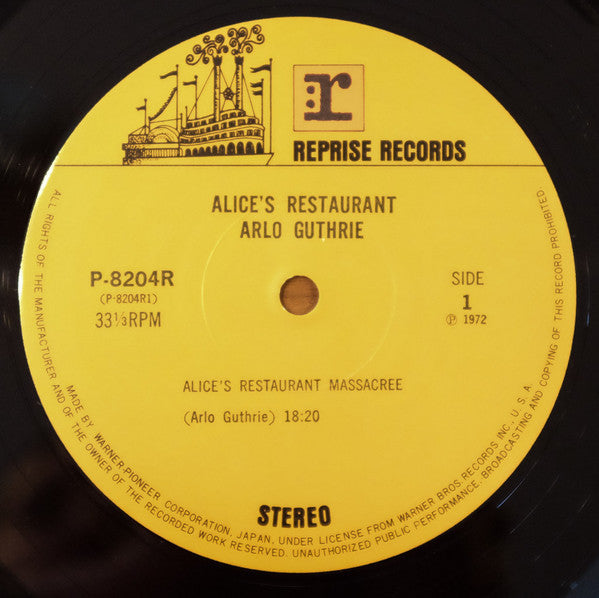 :r
REPRISE RECORDS
ALICE'S RESTAURANT
ARLO GUTHRIE
P-8204R
(P-8204R1)
33⅓RPM
SIDE
1
Ⓟ 1972
ALICE'S RESTAURANT MASSACREE
(Arlo Guthrie) 18:20
STEREO
MADE BY WARNER-PIONEER CORPORATION, JAPAN, UNDER LICENSE FROM WARNER BROS. RECORDS INC., U.S.A.
ALL RIGHTS OF THE MANUFACTURER AND OF THE OWNER OF THE RECORDED WORK RESERVED. UNAUTHORIZED PUBLIC PERFORMANCE, BROADCASTING AND COPYING OF THIS RECORD PROHIBITED.